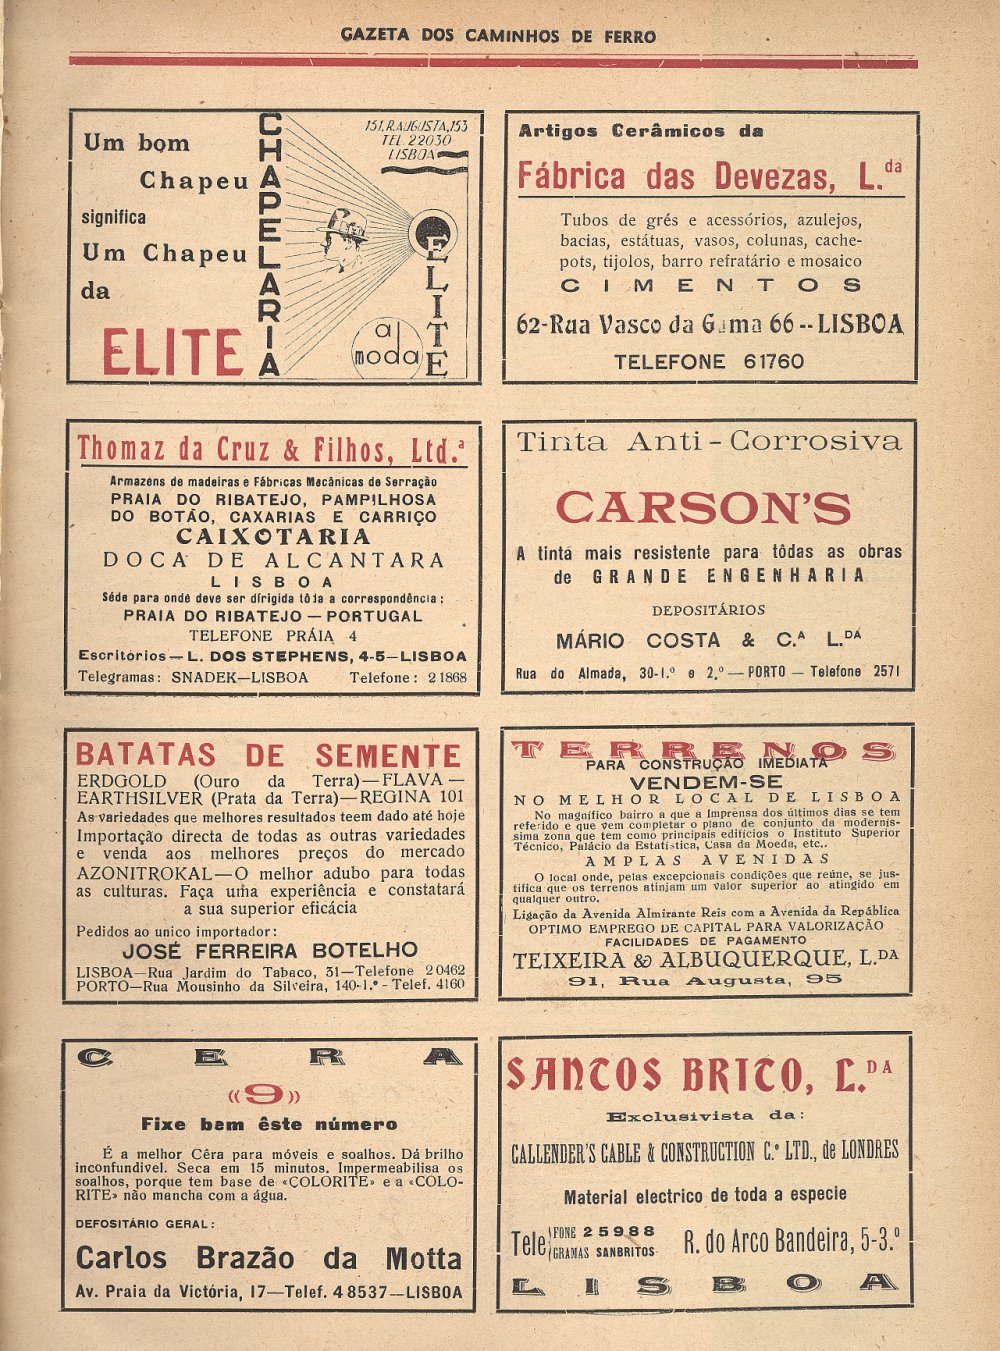 GAZETA DOS CAMINHOS DE FERRO
Um bom
Chapeu
significa
Um Chapeu
da
ELITE
CHAPELARIA
151, R. AUGUSTA, 153
TEL 22030
LISBOA
ELITE
al
moda
Artigos Cerâmicos da
Fábrica das Devezas, L.da
Tubos de grés e acessórios, azulejos,
bacias, estátuas, vasos, colunas, cache-
pots, tijolos, barro refratário e mosaico
CIMENTOS
62-Rua Vasco da Gama 66--LISBOA
TELEFONE 61760
Thomaz da Cruz & Filhos, Ltd.ª
Armazens de madeiras e Fábricas Mecânicas de Serração
PRAIA DO RIBATEJO, PAMPILHOSA
DO BOTÃO, CAXARIAS E CARRIÇO
CAIXOTARIA
DOCA DE ALCANTARA
LISBOA
Séde para onde deve ser dirigida tôda a correspondência:
PRAIA DO RIBATEJO — PORTUGAL
TELEFONE PRÁIA 4
Escritórios — L. DOS STEPHENS, 4-5 — LISBOA
Telegramas: SNADEK—LISBOA Telefone: 21868
Tinta Anti-Corrosiva
CARSON'S
A tinta mais resistente para tôdas as obras
de GRANDE ENGENHARIA
DEPOSITÁRIOS
MÁRIO COSTA & C.A L.DA
Rua do Almada, 30-1.º e 2.º — PORTO — Telefone 2571
BATATAS DE SEMENTE
ERDGOLD (Ouro da Terra)—FLAVA—
EARTHSILVER (Prata da Terra)—REGINA 101
As variedades que melhores resultados teem dado até hoje
Importação directa de todas as outras variedades
e venda aos melhores preços do mercado
AZONITROKAL—O melhor adubo para todas
as culturas. Faça uma experiência e constatará
a sua superior eficácia
Pedidos ao unico importador:
JOSÉ FERREIRA BOTELHO
LISBOA—Rua Jardim do Tabaco, 31—Telefone 20462
PORTO—Rua Mousinho da Silveira, 140-1.º - Telef. 4160
TERRENOS
PARA CONSTRUÇÃO IMEDIATA
VENDEM-SE
NO MELHOR LOCAL DE LISBOA
No magnífico bairro a que a Imprensa dos últimos dias se tem
referido e que vem completar o plano de conjunto da modernis-
sima zona que tem como principais edifícios o Instituto Superior
Técnico, Palácio da Estatística, Casa da Moeda, etc..
AMPLAS AVENIDAS
O local onde, pelas excepcionais condições que reüne, se jus-
tifica que os terrenos atinjam um valor superior ao atingido em
qualquer outro.
Ligação da Avenida Almirante Reis com a Avenida da República
OPTIMO EMPREGO DE CAPITAL PARA VALORIZAÇÃO
FACILIDADES DE PAGAMENTO
TEIXEIRA & ALBUQUERQUE, L.DA
91, Rua Augusta, 95
CERA
«9»
Fixe bem êste número
É a melhor Cêra para móveis e soalhos. Dá brilho
inconfundivel. Seca em 15 minutos. Impermeabilisa os
soalhos, porque tem base de «COLORITE» e a «COLO-
RITE» não mancha com a água.
DEPOSITÁRIO GERAL:
Carlos Brazão da Motta
Av. Praia da Victória, 17—Telef. 48537—LISBOA
SANTOS BRITO, L.DA
Exclusivista da:
CALLENDER'S CABLE & CONSTRUCTION C.º LTD., de LONDRES
Material electrico de toda a especie
Tele FONE 25988
GRAMAS SANBRITOS
R. do Arco Bandeira, 5-3.º
LISBOA